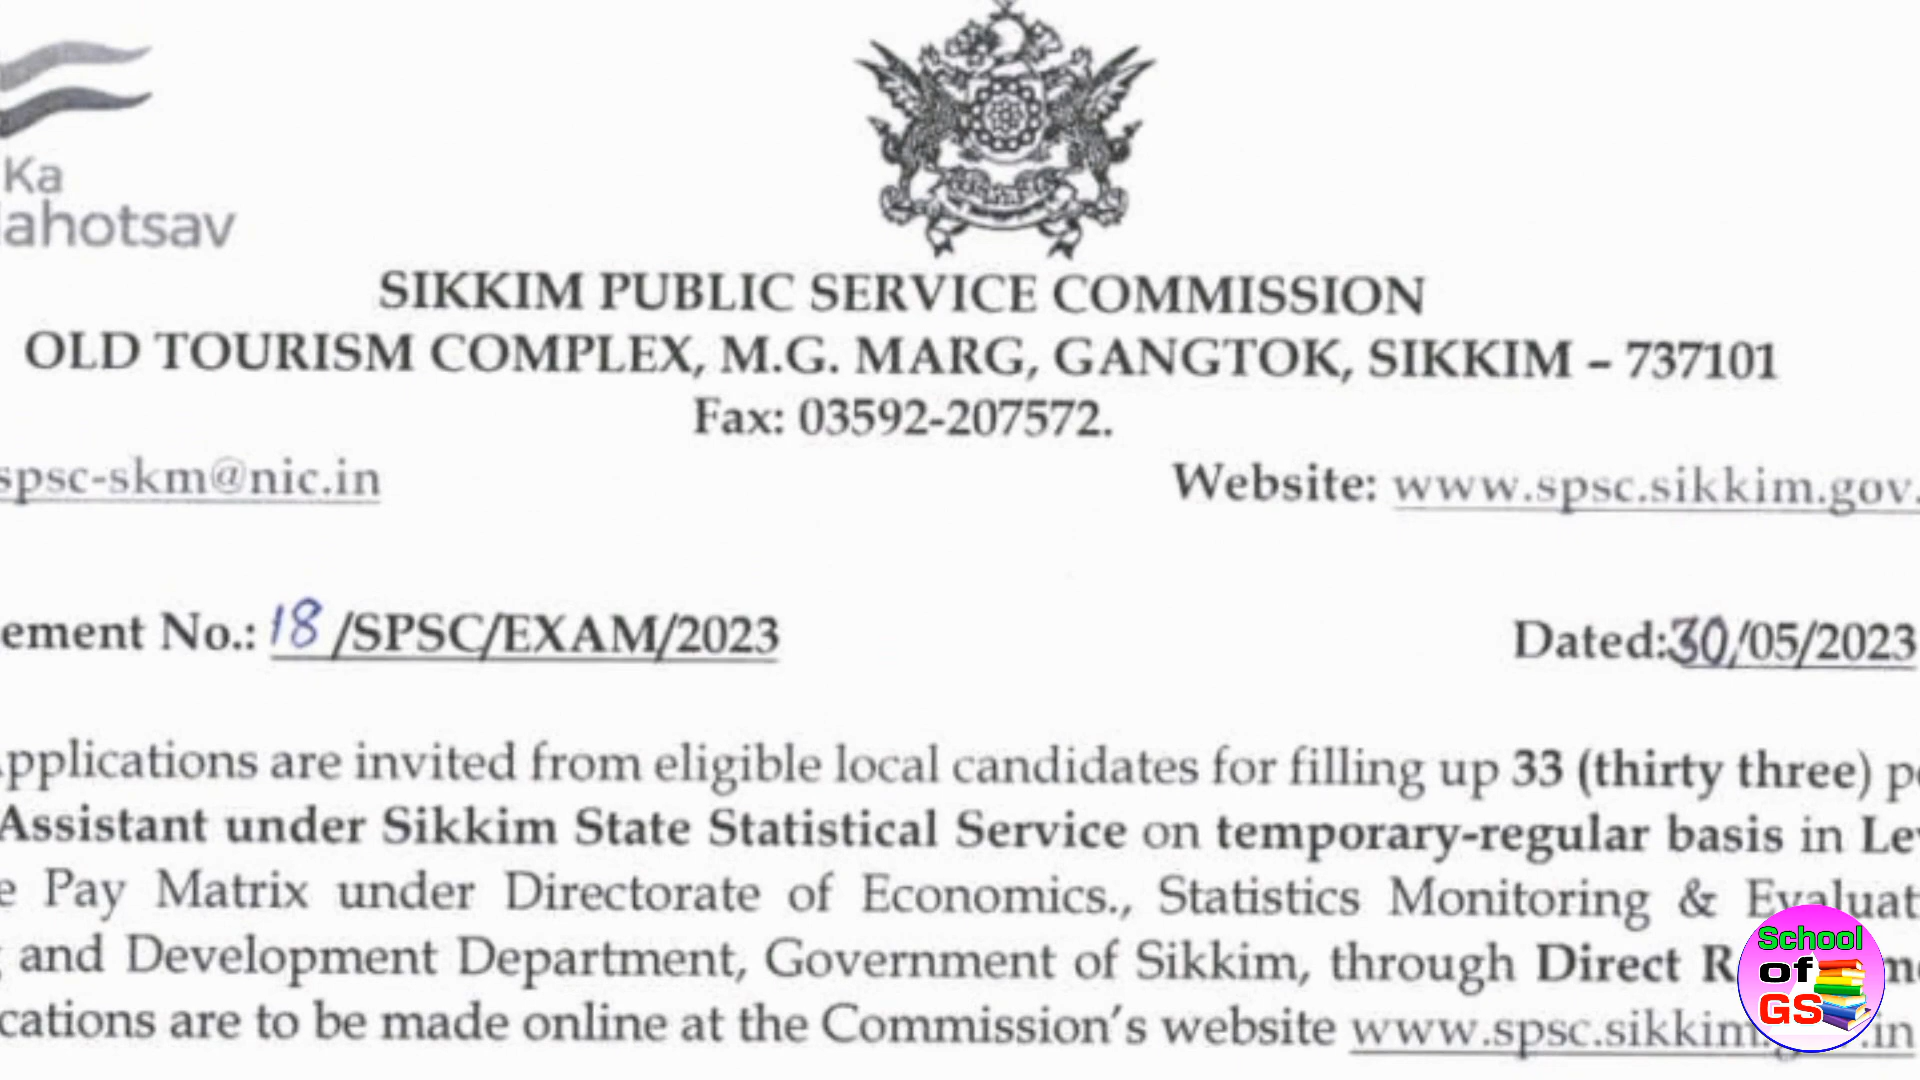 Ka
ahotsav
SIKKIM PUBLIC SERVICE COMMISSION
OLD TOURISM COMPLEX, M.G. MARG, GANGTOK, SIKKIM – 737101
Fax: 03592-207572.
spsc-skm@nic.in Website: www.spsc.sikkim.gov.
ement No.: 18/SPSC/EXAM/2023 Dated:30/05/2023
pplications are invited from eligible local candidates for filling up 33 (thirty three)
Assistant under Sikkim State Statistical Service on temporary-regular basis in
Pay Matrix under Directorate of Economics., Statistics Monitoring & Evaluat
and Development Department, Government of Sikkim, through Direct
cations are to be made online at the Commission's website www.spsc.sikkim
School
of
GS